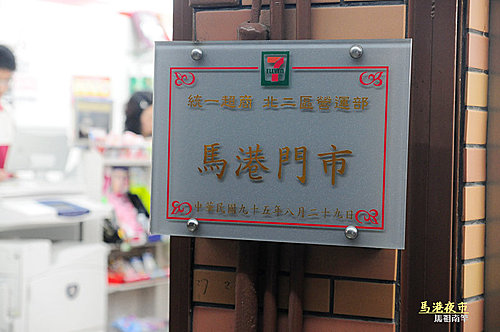 7
ELEVEN
統一超商 北三區營運部
馬港門市
中華民國九十五年八月二十九日
馬港夜市
馬祖南竿